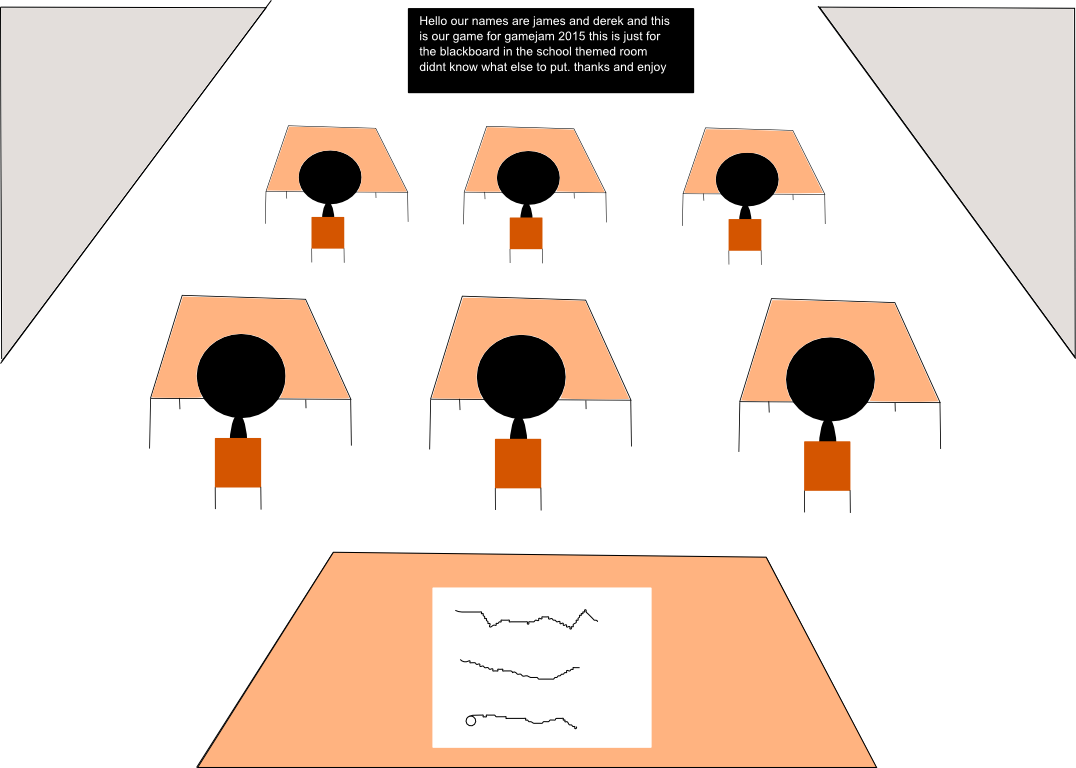 Hello our names are james and derek and this
is our game for gamejam 2015 this is just for
the blackboard in the school themed room
didnt know what else to put. thanks and enjoy